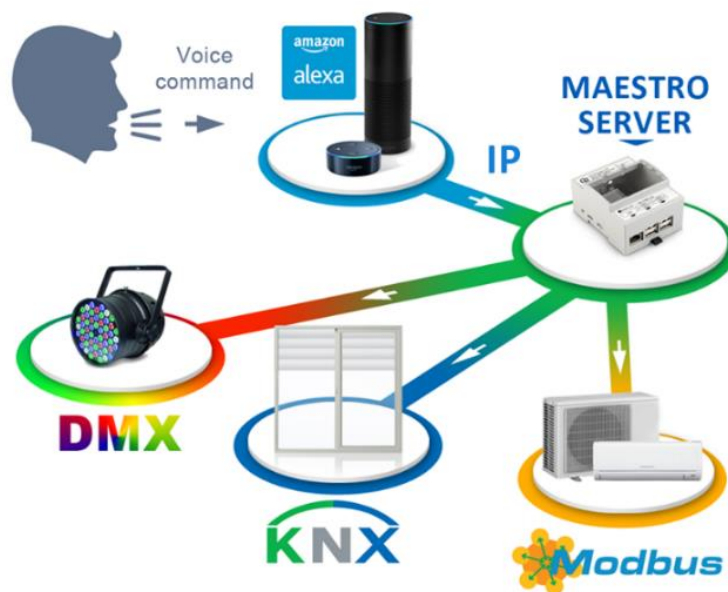 Voice
command
amazon
alexa
IP
MAESTRO
SERVER
DMX
KNX
Modbus